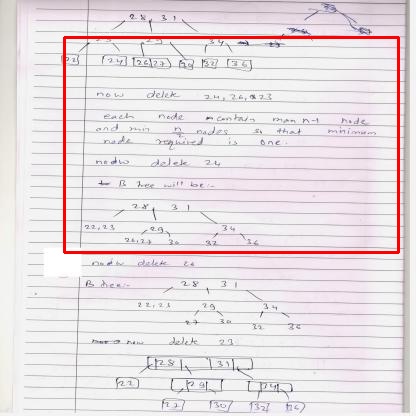 28 31
23 29 34
22 24 26 27 30 32 36
now delete 24, 26, 23
each node contain max n-1 node
and min n/2 nodes so that minimum
node required is one.
now delete 24
B tree will be:-
28 31
22,23 29 34
26,27 30 32 36
now delete 26
B tree:-
28 31
22,23 29 34
27 30 32 36
now delete 23
28 31
22 29 34
27 30 32 36